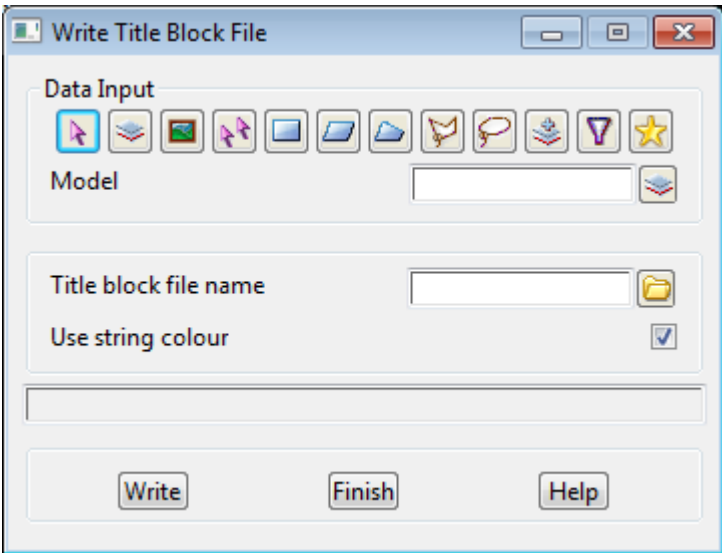 Write Title Block File
Data Input
Model
Title block file name
Use string colour
Write Finish Help